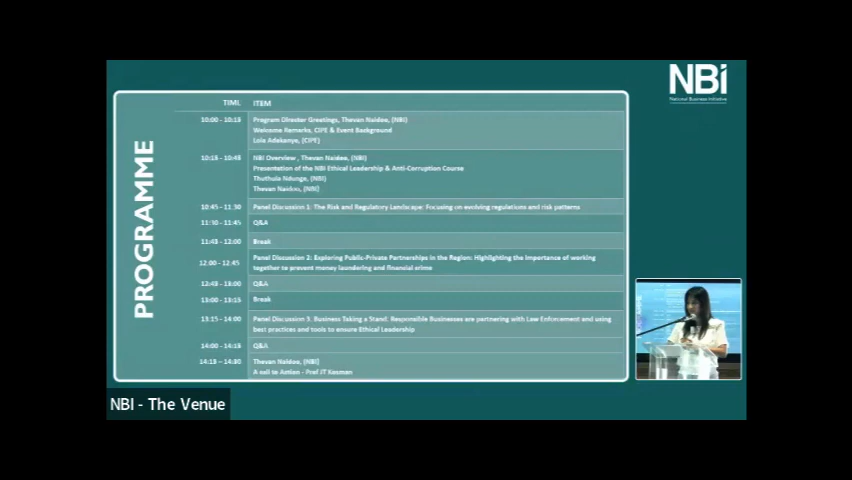 NBi
National Business Initiative
PROGRAMME
TIME ITEM
10:00 - 10:15 Program Director Greetings, Thevan Naidoo, (NBI)
Welcome Remarks, CIPE & Event Background
Lola Adekanye, (CIPE)
10:15 - 10:45 NBI Overview , Thevan Naidoo, (NBI)
Presentation of the NBI Ethical Leadership & Anti-Corruption Course
Thuthula Ndunge, (NBI)
Thevan Naidoo, (NBI)
10:45 - 11:30 Panel Discussion 1: The Risk and Regulatory Landscape: Focusing on evolving regulations and risk patterns
11:30 - 11:45 Q&A
11:45 - 12:00 Break
12:00 - 12:45 Panel Discussion 2: Exploring Public-Private Partnerships in the Region: Highlighting the importance of working
together to prevent money laundering and financial crime
12:45 - 13:00 Q&A
13:00 - 13:15 Break
13:15 - 14:00 Panel Discussion 3. Business Taking a Stand. Responsible Businesses are partnering with Law Enforcement and using
best practices and tools to ensure Ethical Leadership
14:00 - 14:15 Q&A
14:15 - 14:30 Thevan Naidoo, (NBI)
A call to Action - Prof JT
NBI - The Venue